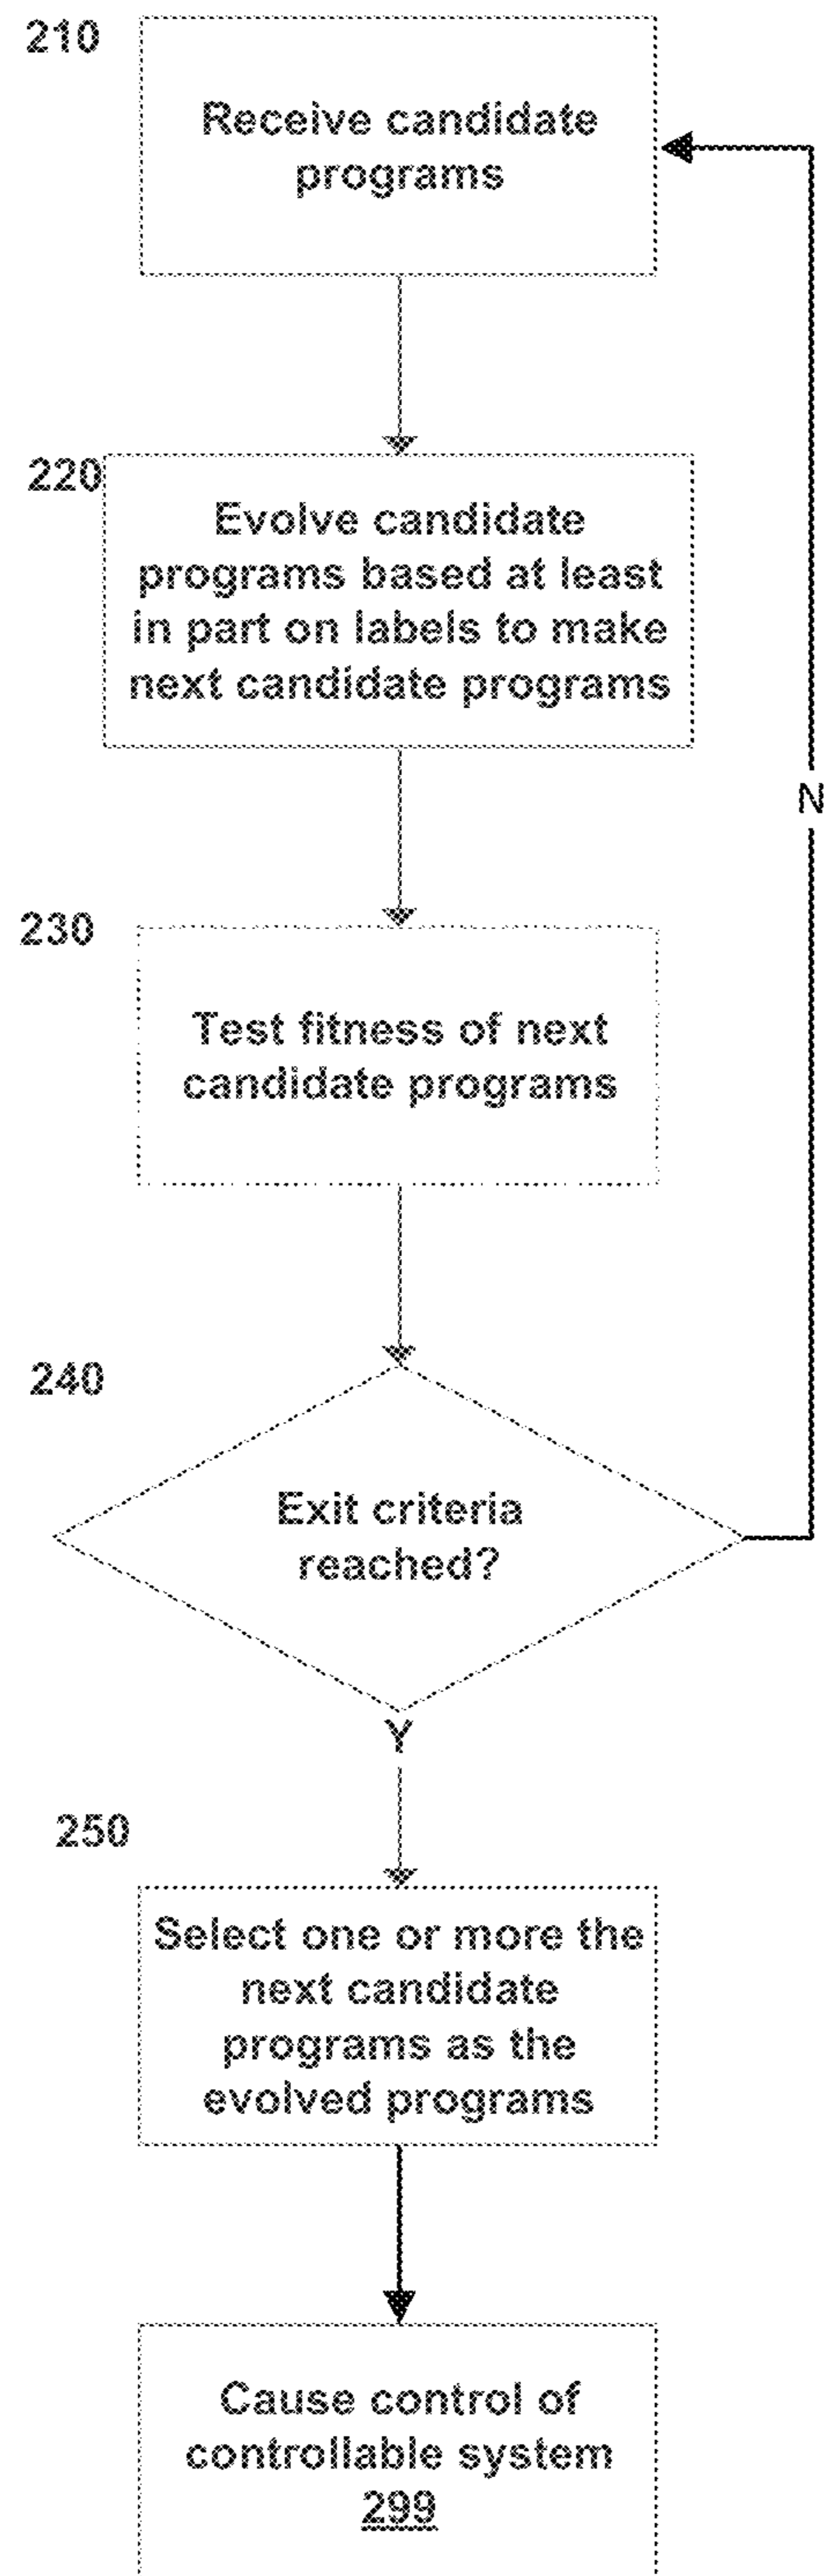 210
Receive candidate
programs
220
Evolve candidate
programs based at least
in part on labels to make
next candidate programs
N
230
Test fitness of next
candidate programs
240
Exit criteria
reached?
Y
250
Select one or more the
next candidate
programs as the
evolved programs
Cause control of
controllable system
299